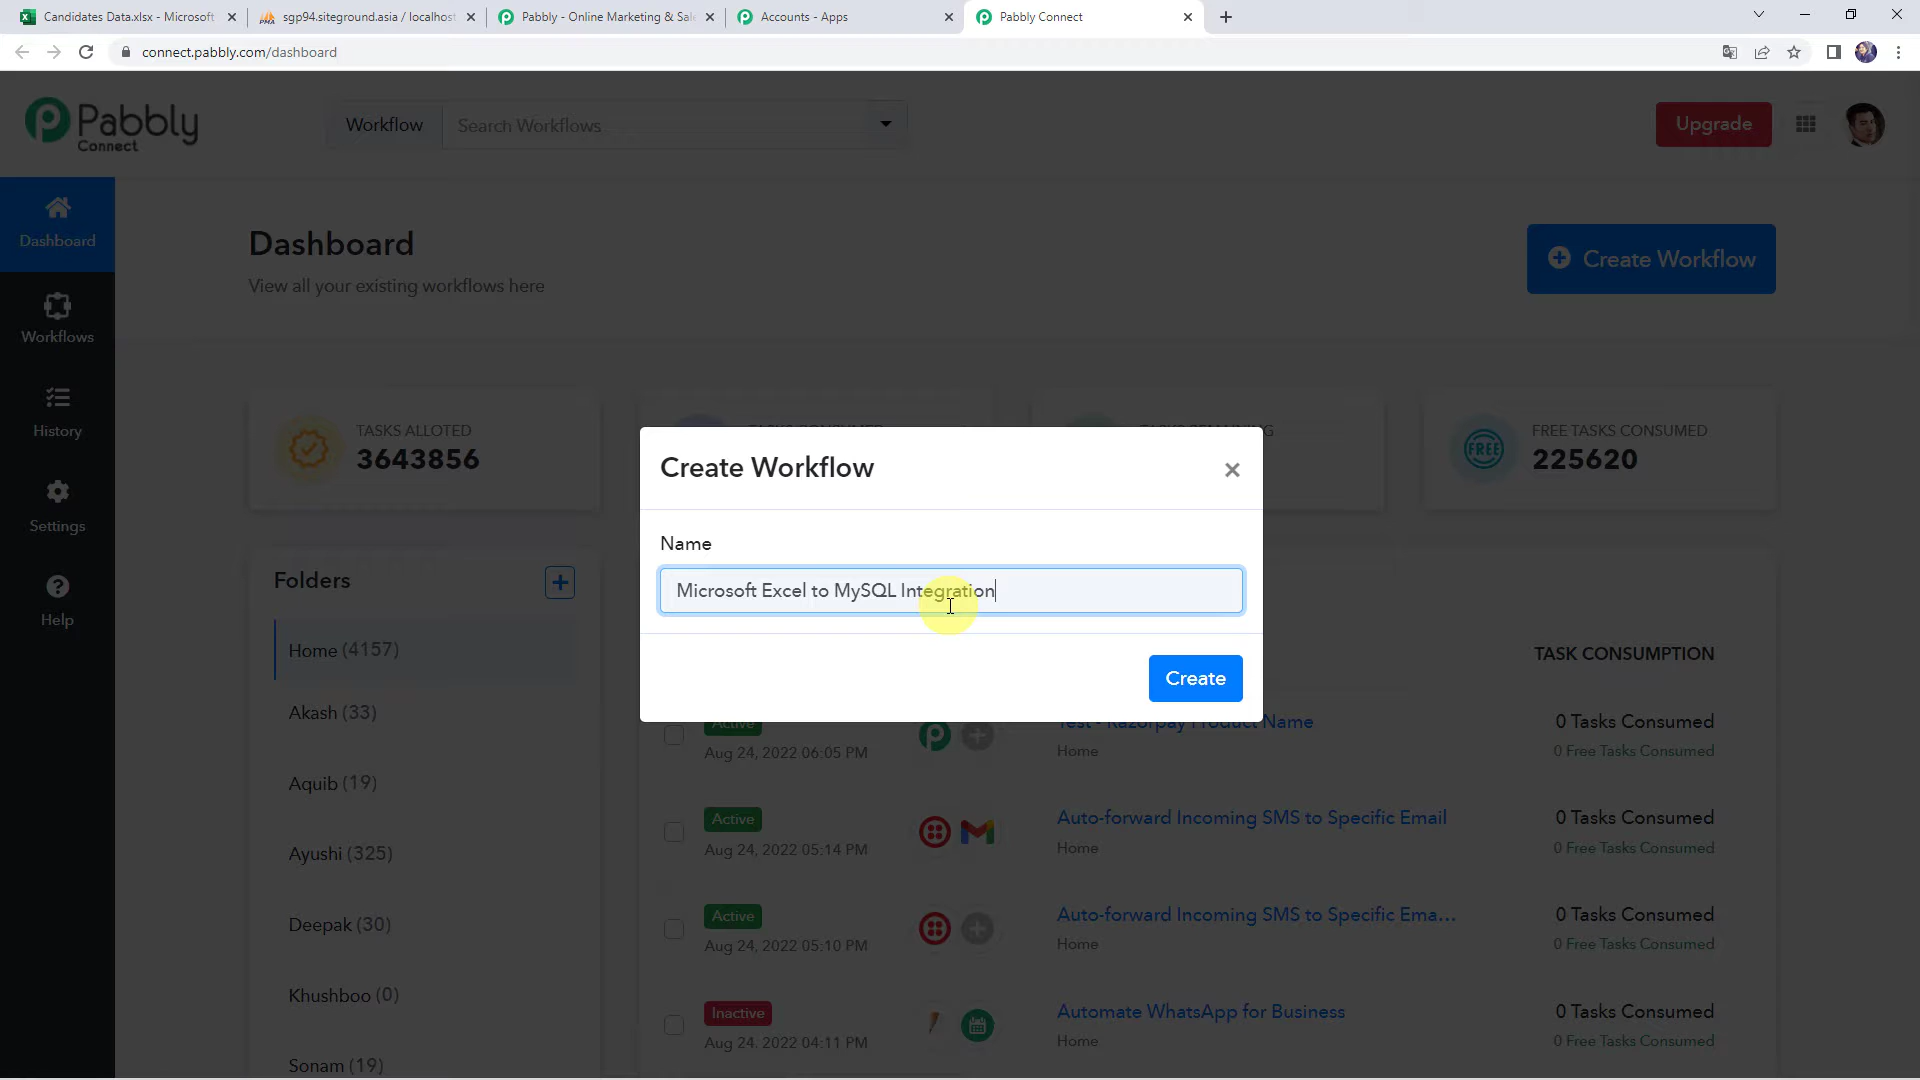 Candidates Data.xlsx - Microsoft
sgp94.siteground.asia / localhost
Pabbly - Online Marketing & Sal
Accounts - Apps
Pabbly Connect
connect.pabbly.com/dashboard
Pabbly
Connect
Workflow
Search Workflows
Upgrade
Dashboard
Workflows
History
Settings
Help
Dashboard
View all your existing workflows here
Create Workflow
TASKS ALLOTED
3643856
FREE
FREE TASKS CONSUMED
225620
Create Workflow
Name
Microsoft Excel to MySQL Integration
Create
Folders
Home (4157)
Akash (33)
Aquib (19)
Ayushi (325)
Deepak (30)
Khushboo (0)
Sonam (19)
TASK CONSUMPTION
Active
Aug 24, 2022 06:05 PM
Test - Razorpay Product Name
Home
0 Tasks Consumed
0 Free Tasks Consumed
Active
Aug 24, 2022 05:14 PM
Auto-forward Incoming SMS to Specific Email
Home
0 Tasks Consumed
0 Free Tasks Consumed
Active
Aug 24, 2022 05:10 PM
Auto-forward Incoming SMS to Specific Ema...
Home
0 Tasks Consumed
0 Free Tasks Consumed
Inactive
Aug 24, 2022 04:11 PM
Automate WhatsApp for Business
Home
0 Tasks Consumed
0 Free Tasks Consumed